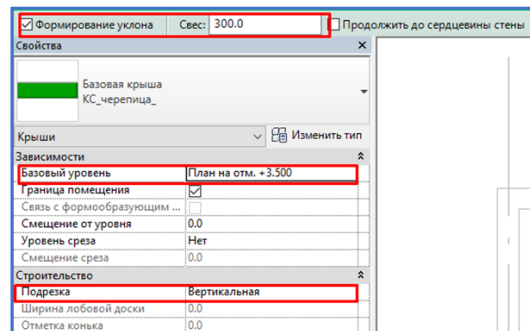 Формирование уклона Свес: 300.0 Продолжить до сердцевины стены
Свойства ×
Базовая крыша
КС_черепица_
Крыши Изменить тип
Зависимости
Базовый уровень План на отм. +3.500
Граница помещения
Связь с формообразующим ...
Смещение от уровня 0.0
Уровень среза Нет
Смещение среза 0.0
Строительство
Подрезка Вертикальная
Ширина лобовой доски 0.0
Отметка конька 0.0